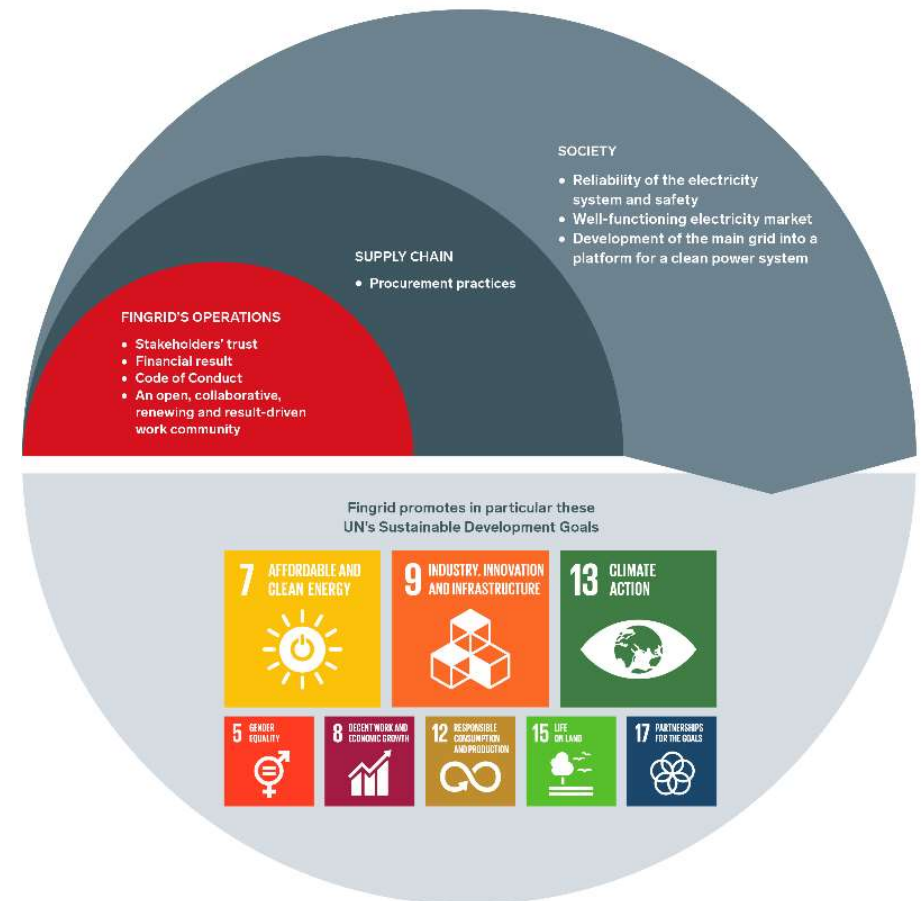 SOCIETY
• Reliability of the electricity
system and safety
• Well-functioning electricity market
• Development of the main grid into a
platform for a clean power system
SUPPLY CHAIN
• Procurement practices
FINGRID'S OPERATIONS
• Stakeholders' trust
• Financial result
• Code of Conduct
• An open, collaborative,
renewing and result-driven
work community
Fingrid promotes in particular these
UN's Sustainable Development Goals
7 AFFORDABLE AND
CLEAN ENERGY
9 INDUSTRY, INNOVATION
AND INFRASTRUCTURE
13 CLIMATE
ACTION
5 GENDER
EQUALITY
8 DECENT WORK AND
ECONOMIC GROWTH
12 RESPONSIBLE
CONSUMPTION
AND PRODUCTION
15 LIFE
ON LAND
17 PARTNERSHIPS
FOR THE GOALS